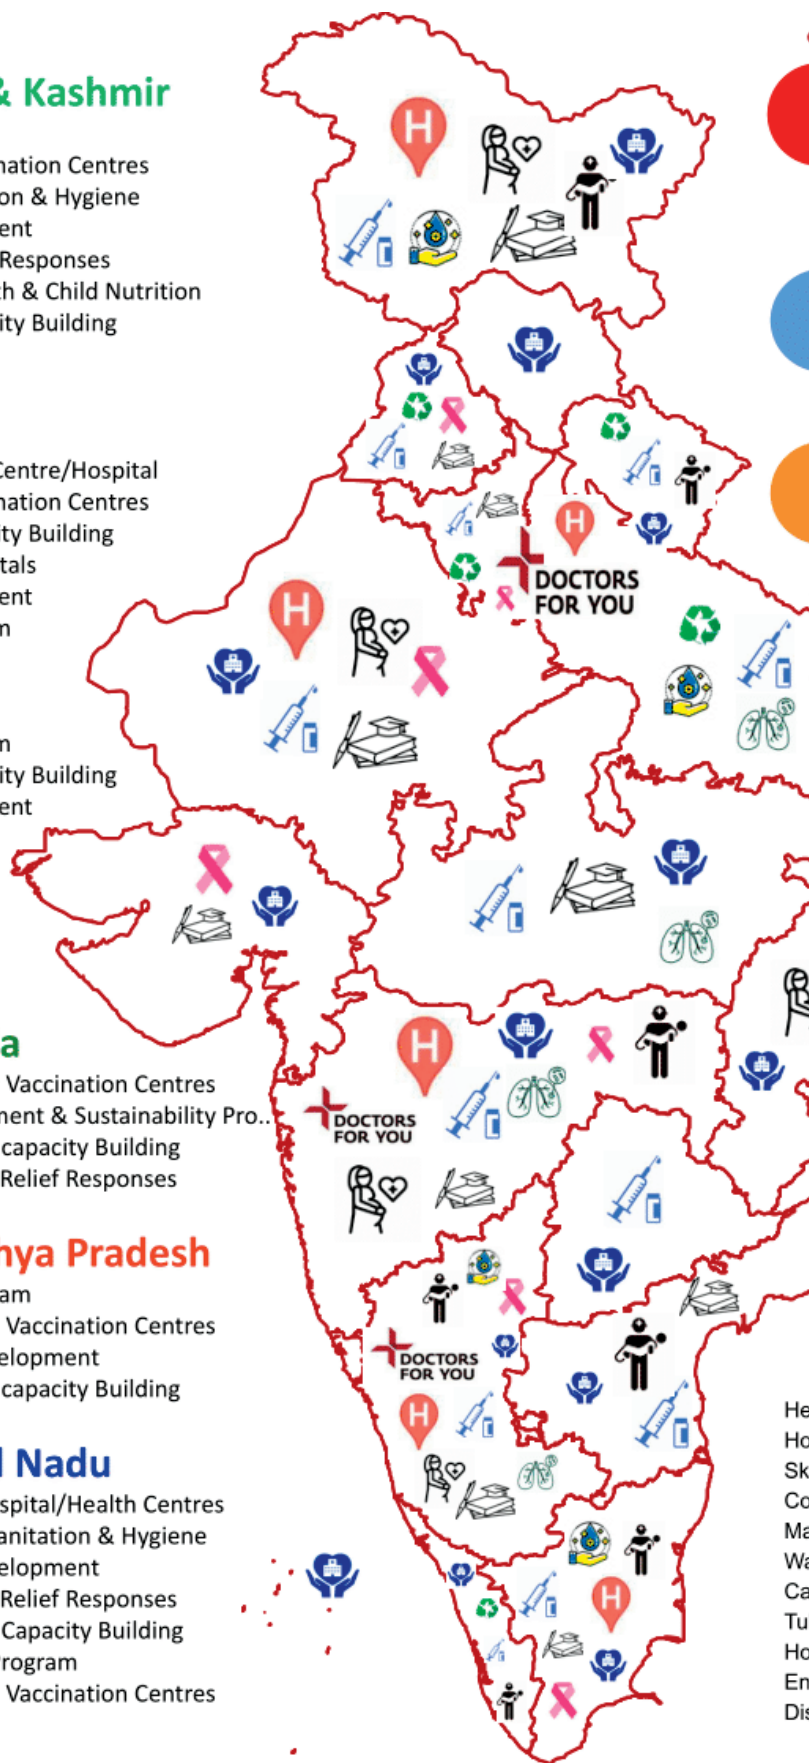 & Kashmir
nation Centres
on & Hygiene
ent
Responses
th & Child Nutrition
ity Building
Centre/Hospital
nation Centres
ity Building
tals
ent
m
m
ity Building
ent
a
Vaccination Centres
ment & Sustainability Pro..
capacity Building
Relief Responses
hya Pradesh
am
Vaccination Centres
elopment
capacity Building
l Nadu
spital/Health Centres
anitation & Hygiene
elopment
Relief Responses
Capacity Building
rogram
Vaccination Centres
H
H
DOCTORS
FOR YOU
H
H
DOCTORS
FOR YOU
DOCTORS
FOR YOU
H
H
He
Ho
Sk
Co
Ma
Wa
Ca
Tu
Ho
En
Dis